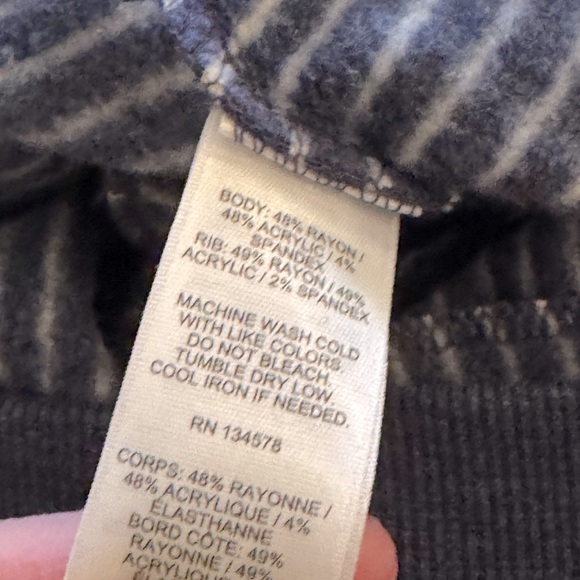 BODY: 48% RAYON /
48% ACRYLIC / 4%
SPANDEX
RIB: 49% RAYON / 49%
ACRYLIC / 2% SPANDEX
MACHINE WASH COLD
WITH LIKE COLORS.
DO NOT BLEACH.
TUMBLE DRY LOW.
COOL IRON IF NEEDED.
RN 134578
CORPS: 48% RAYONNE /
48% ACRYLIQUE / 4%
ÉLASTHANNE
BORD CÔTE: 49%
RAYONNE / 49%
ACRYLIQUE